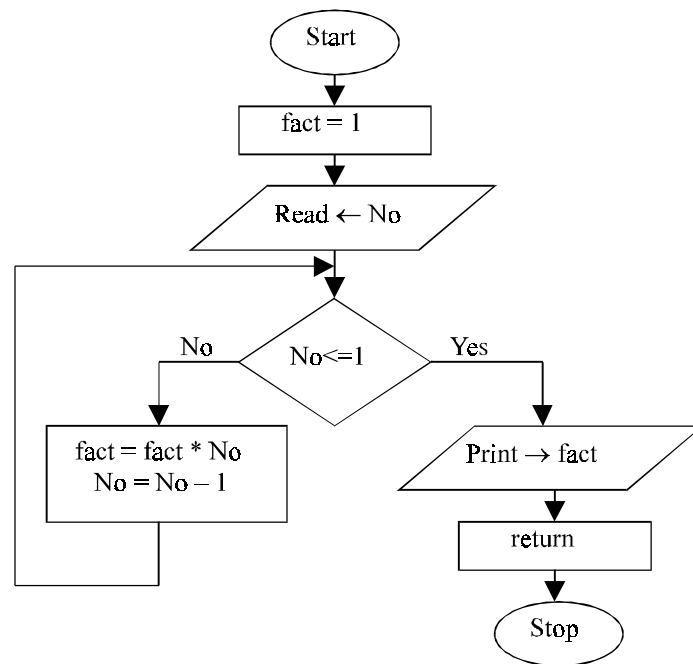 Start
fact = 1
Read ← No
No<=1
No
Yes
fact = fact * No
No = No – 1
Print → fact
return
Stop